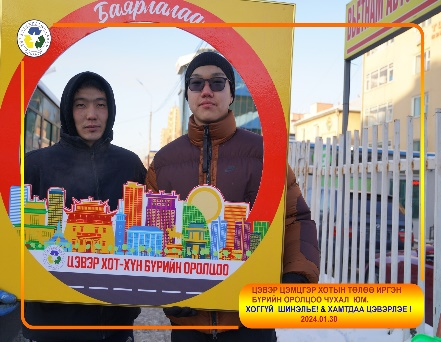 Баярлалаа
ЦЭВЭР ХОТ-ХҮН БҮРИЙН ОРОЛЦОО
ЦЭВЭР ЦЭМЦГЭР ХОТЫН ТӨЛӨӨ ИРГЭН
БҮРИЙН ОРОЛЦОО ЧУХАЛ ЮМ.
ХОГГҮЙ ШИНЭЛЬЕ! & ХАМТДАА ЦЭВЭРЛЭЕ !
2024.01.30